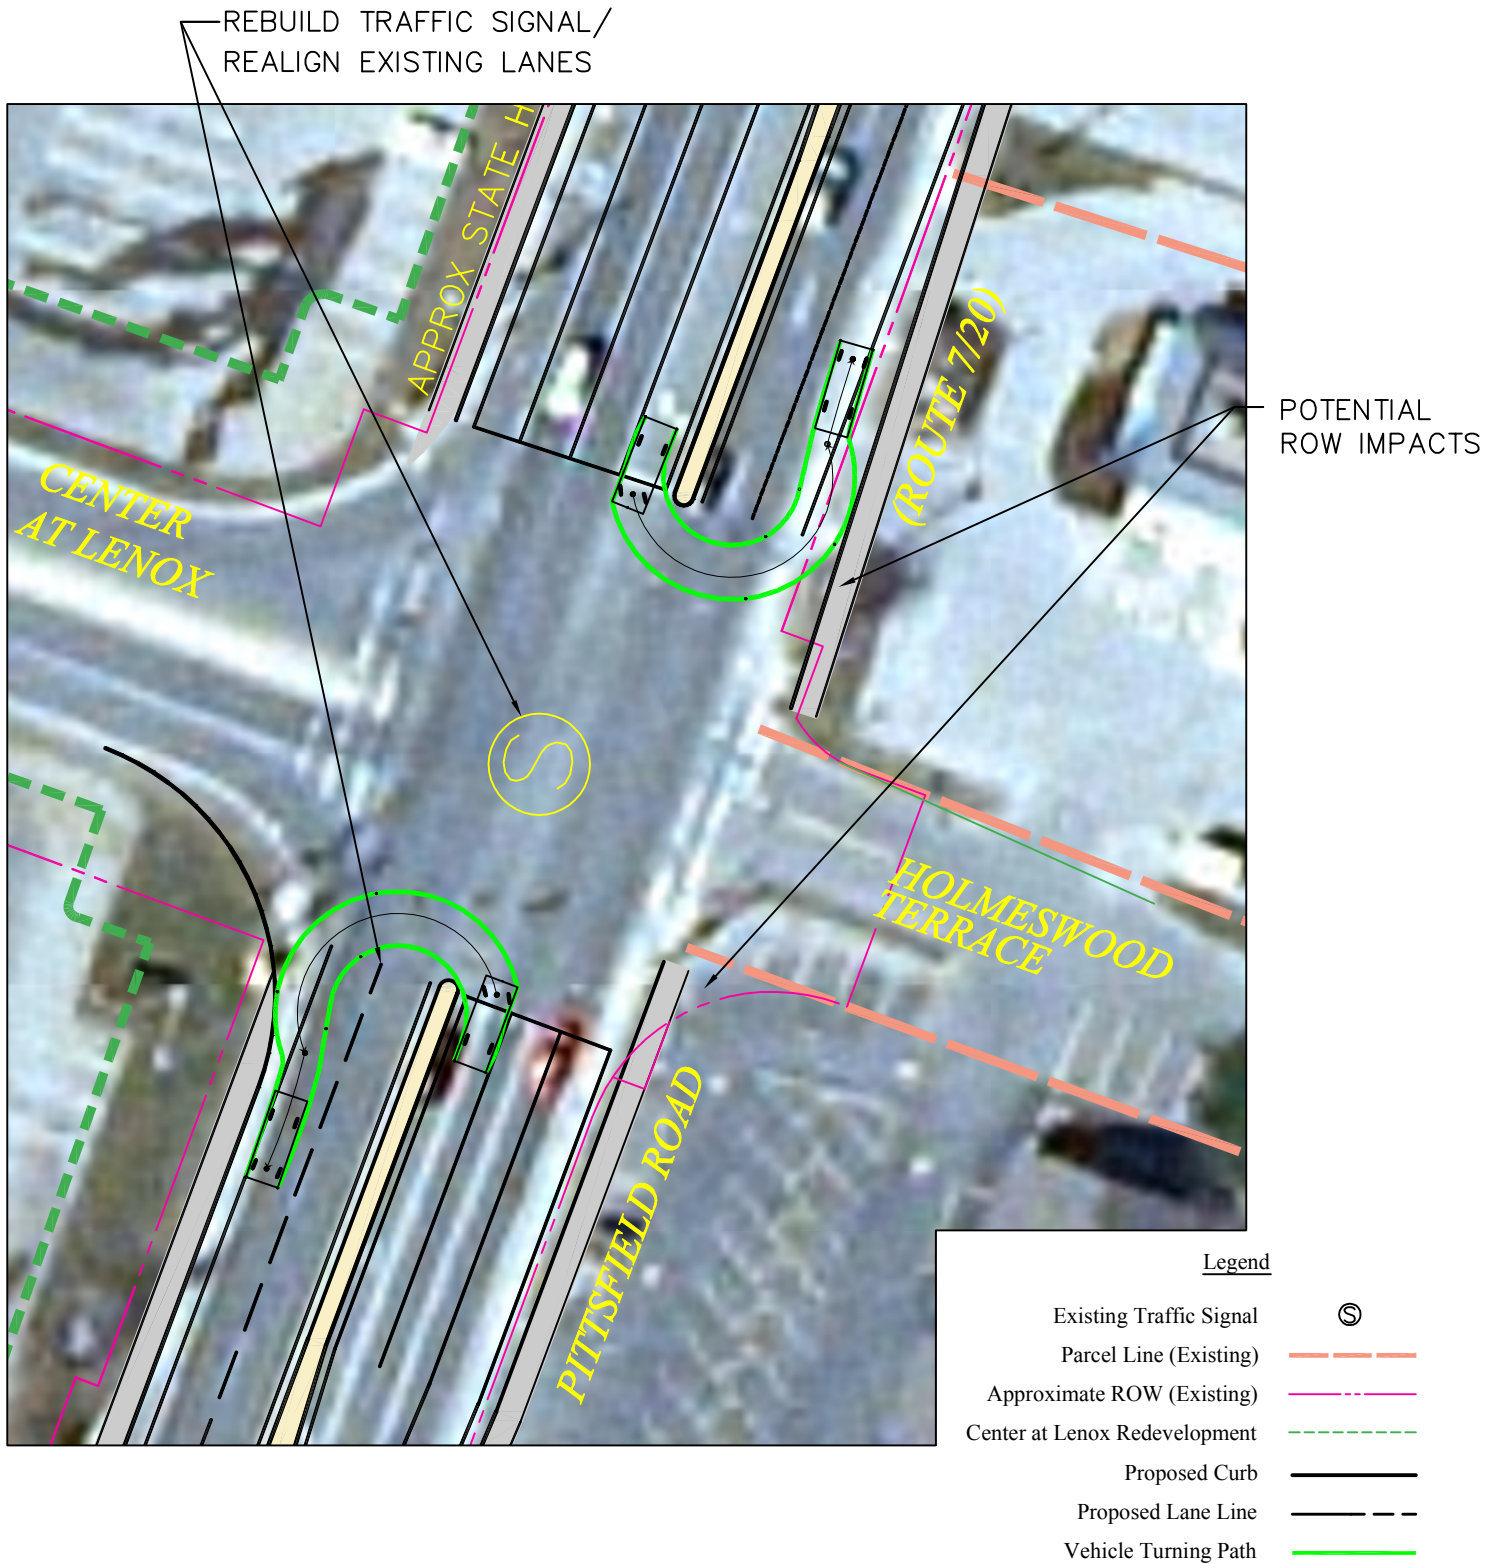 REBUILD TRAFFIC SIGNAL/
REALIGN EXISTING LANES
APPROX STATE H
(ROUTE 7/20)
POTENTIAL
ROW IMPACTS
CENTER
AT LENOX
S
HOLMESWOOD
TERRACE
PITTSFIELD ROAD
Legend
Existing Traffic Signal S
Parcel Line (Existing)
Approximate ROW (Existing)
Center at Lenox Redevelopment
Proposed Curb
Proposed Lane Line
Vehicle Turning Path